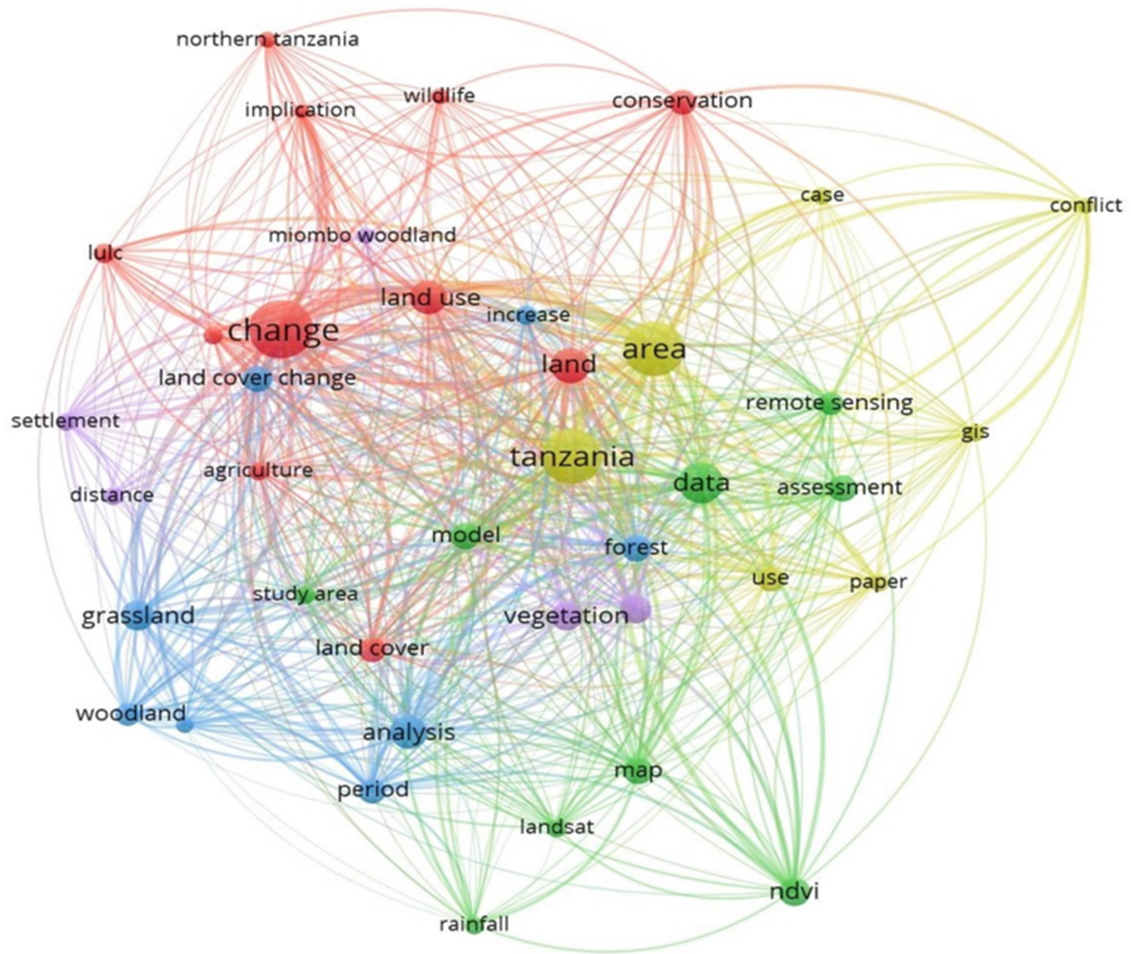 northern tanzania
wildlife
conservation
implication
case
conflict
miombo woodland
lulc
land use
increase
change
area
land
land cover change
remote sensing
settlement
gis
tanzania
agriculture
data
assessment
distance
model
forest
use
paper
study area
grassland
vegetation
land cover
woodland
analysis
map
period
landsat
ndvi
rainfall